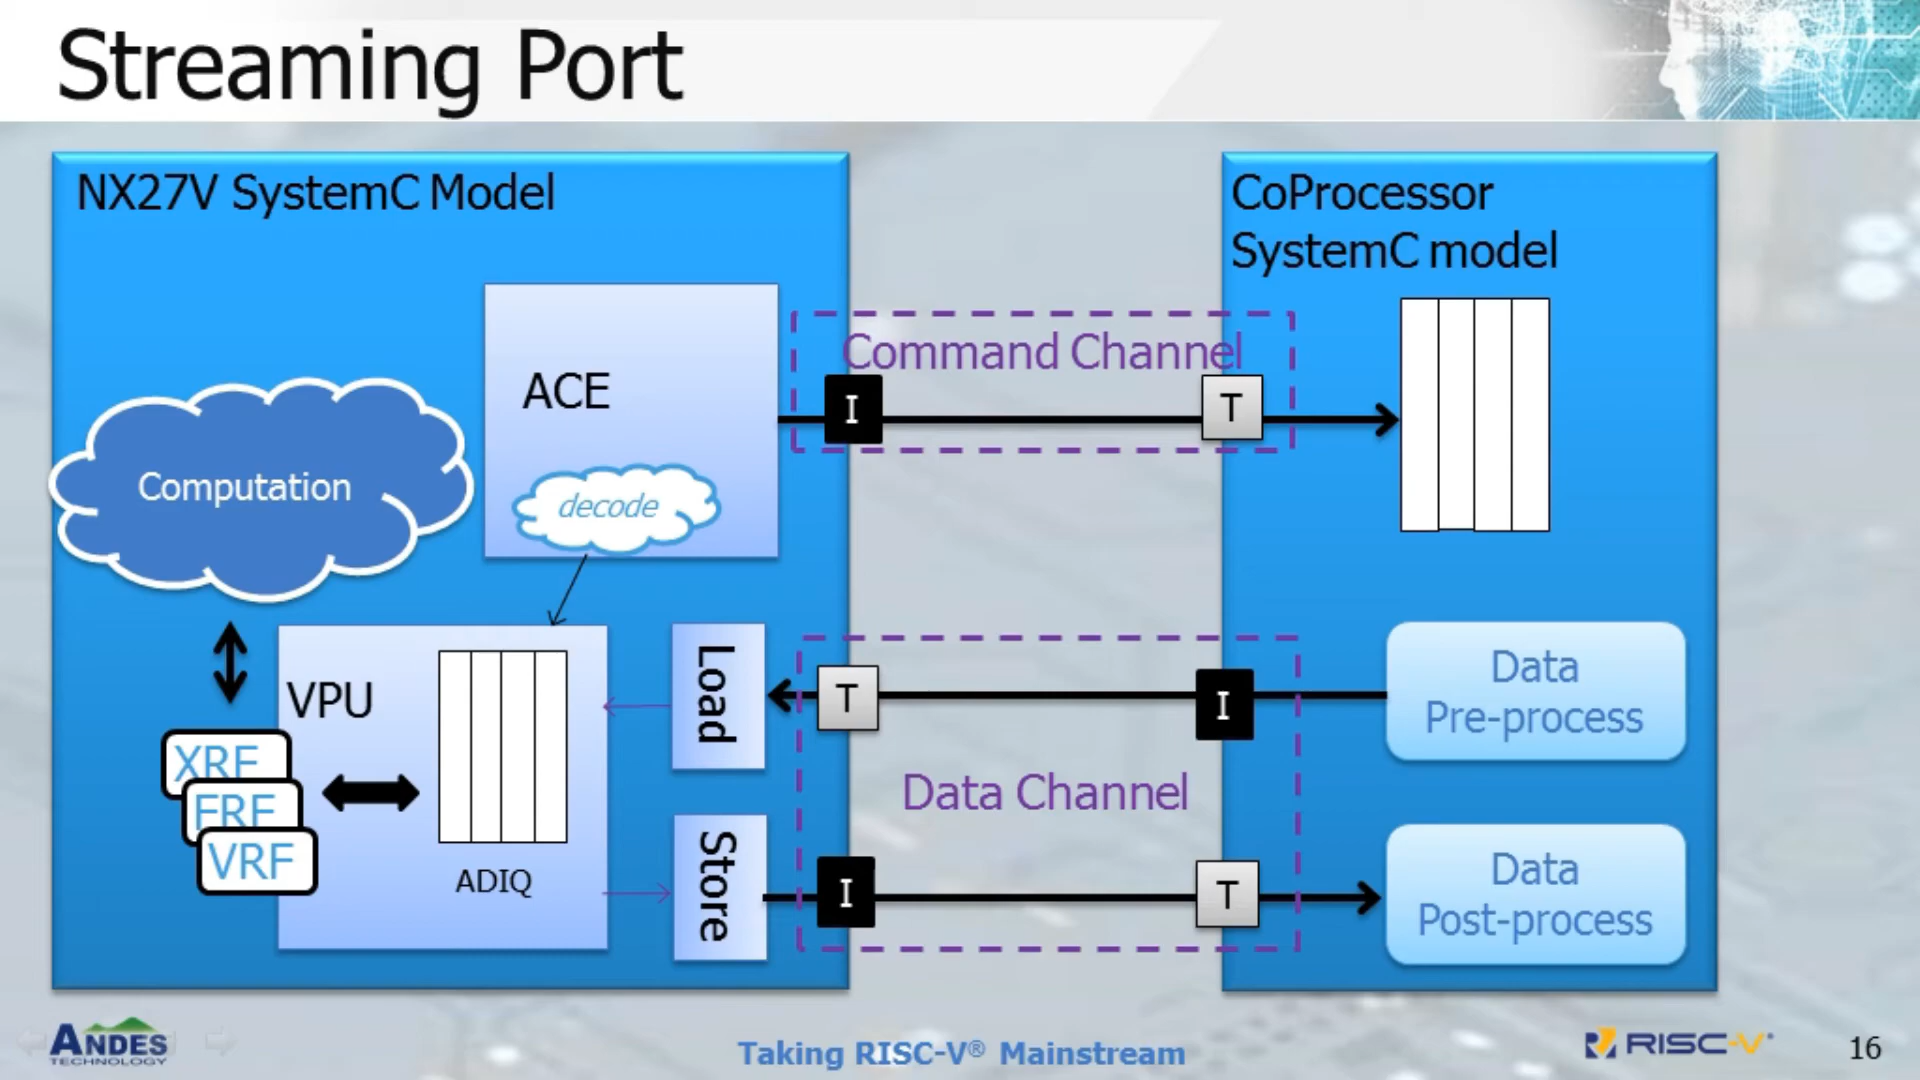 Streaming Port
NX27V SystemC Model
CoProcessor
SystemC model
Command Channel
ACE
I
T
Computation
decode
Load
T
I
Data
Pre-process
VPU
XRF
FRF
VRF
Data Channel
Store
ADIQ
I
T
Data
Post-process
ANDES
TECHNOLOGY
Taking RISC-V® Mainstream
RISC-V
16